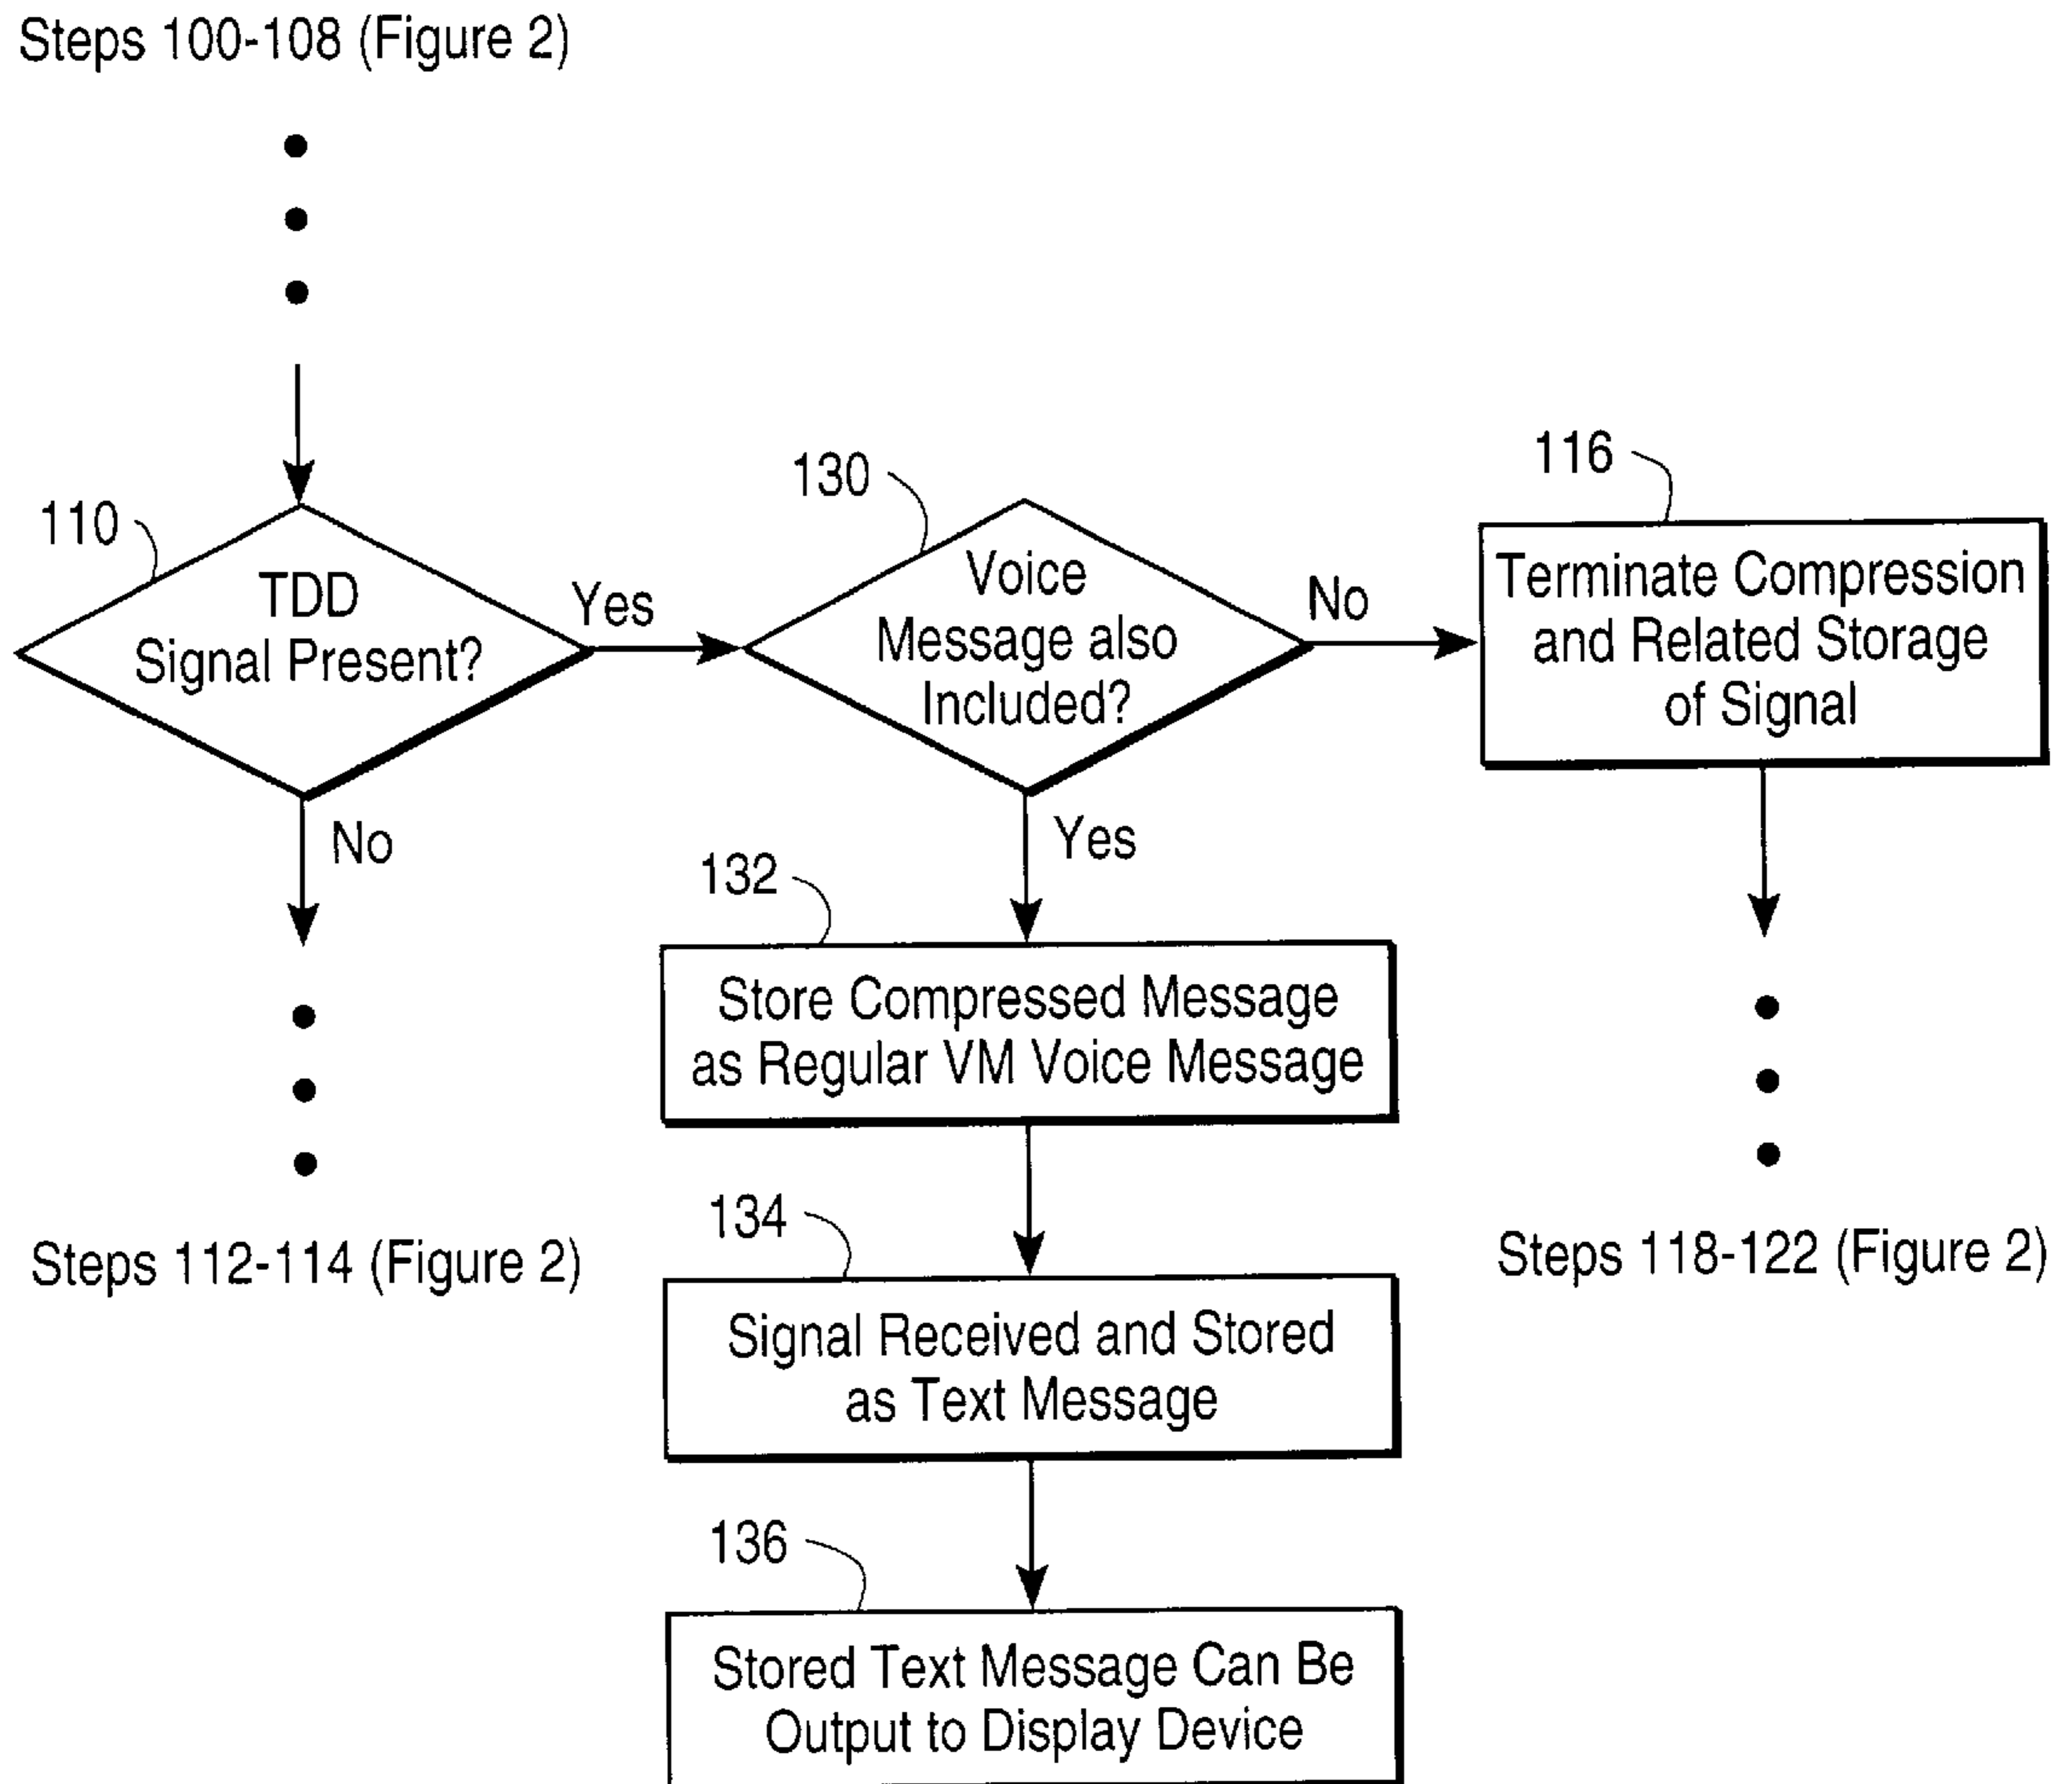 Steps 100-108 (Figure 2)
110
TDD
Signal Present?
Yes
No
130
Voice
Message also
Included?
No
Yes
116
Terminate Compression
and Related Storage
of Signal
132
Store Compressed Message
as Regular VM Voice Message
134
Signal Received and Stored
as Text Message
136
Stored Text Message Can Be
Output to Display Device
Steps 112-114 (Figure 2)
Steps 118-122 (Figure 2)